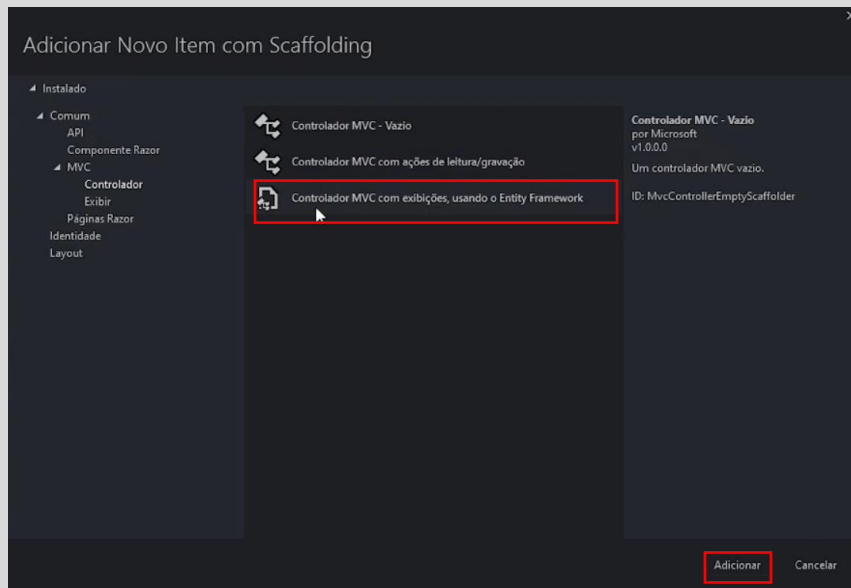 Adicionar Novo Item com Scaffolding
Instalado
Comum
API
Componente Razor
MVC
Controlador
Exibir
Páginas Razor
Identidade
Layout
Controlador MVC - Vazio
Controlador MVC com ações de leitura/gravação
Controlador MVC com exibições, usando o Entity Framework
Controlador MVC - Vazio
por Microsoft
v1.0.0.0
Um controlador MVC vazio.
ID: MvcControllerEmptyScaffolder
Adicionar
Cancelar